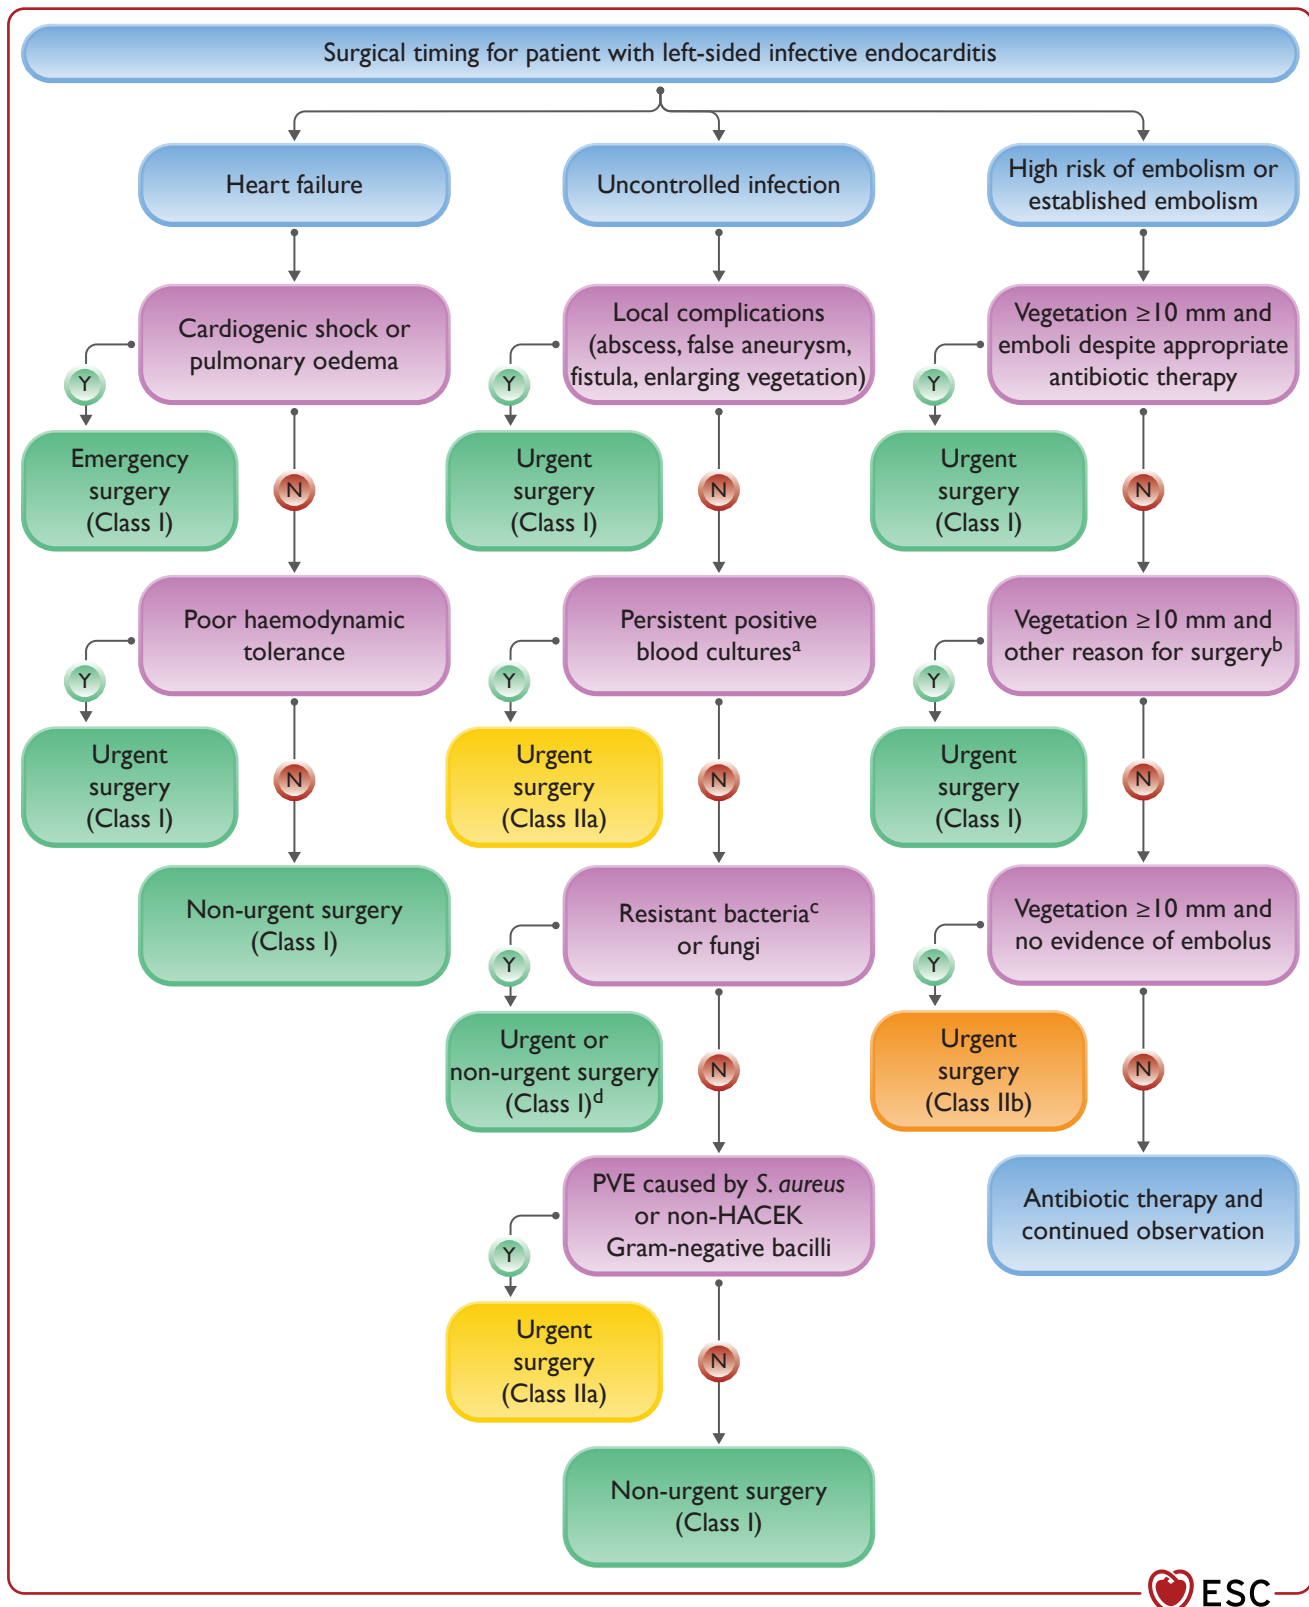 Surgical timing for patient with left-sided infective endocarditis
Heart failure
Cardiogenic shock or
pulmonary oedema
Y
Emergency
surgery
(Class I)
N
Poor haemodynamic
tolerance
Y
Urgent
surgery
(Class I)
N
Non-urgent surgery
(Class I)
Uncontrolled infection
Local complications
(abscess, false aneurysm,
fistula, enlarging vegetation)
Y
Urgent
surgery
(Class I)
N
Persistent positive
blood culturesᵃ
Y
Urgent
surgery
(Class IIa)
N
Resistant bacteriaᶜ
or fungi
Y
Urgent or
non-urgent surgery
(Class I)ᵈ
N
PVE caused by S. aureus
or non-HACEK
Gram-negative bacilli
Y
Urgent
surgery
(Class IIa)
N
Non-urgent surgery
(Class I)
High risk of embolism or
established embolism
Vegetation ≥10 mm and
emboli despite appropriate
antibiotic therapy
Y
Urgent
surgery
(Class I)
N
Vegetation ≥10 mm and
other reason for surgeryᵇ
Y
Urgent
surgery
(Class I)
N
Vegetation ≥10 mm and
no evidence of embolus
Y
Urgent
surgery
(Class IIb)
N
Antibiotic therapy and
continued observation
ESC